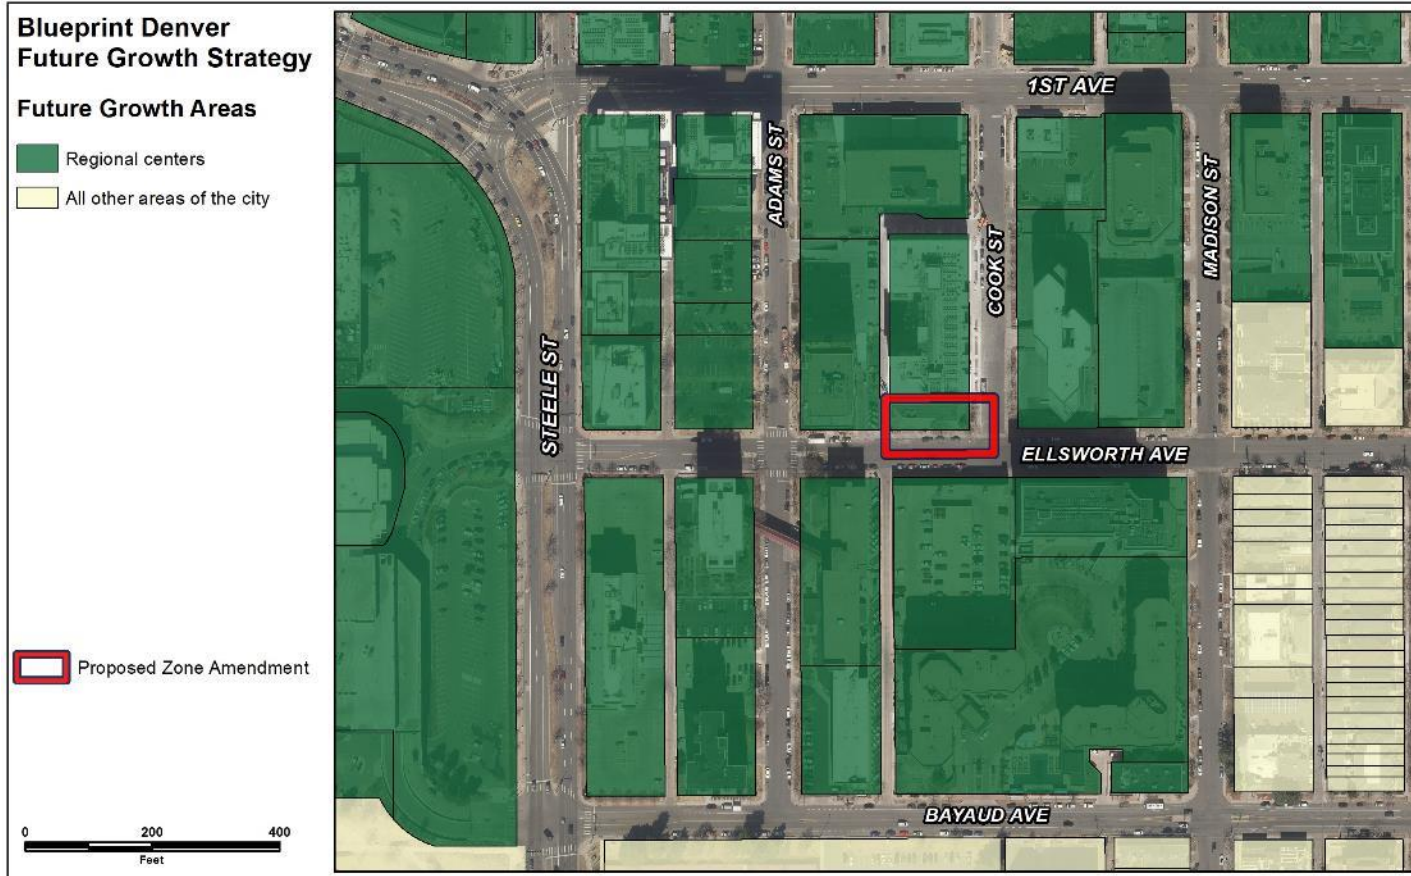 Blueprint Denver
Future Growth Strategy
Future Growth Areas
Regional centers
All other areas of the city
Proposed Zone Amendment
0 200 400
Feet
1ST AVE
ADAMS ST
COOK ST
MADISON ST
STEELE ST
ELLSWORTH AVE
BAYAUD AVE